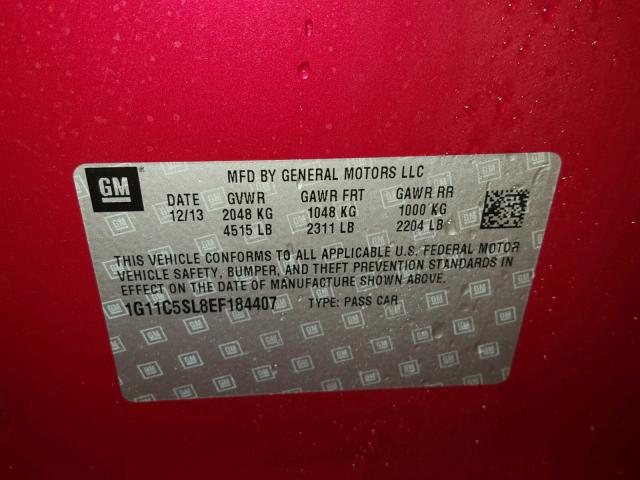 GM
MFD BY GENERAL MOTORS LLC
DATE GVWR GAWR FRT GAWR RR
12/13 2048 KG 1048 KG 1000 KG
4515 LB 2311 LB 2204 LB
THIS VEHICLE CONFORMS TO ALL APPLICABLE U.S. FEDERAL MOTOR
VEHICLE SAFETY, BUMPER, AND THEFT PREVENTION STANDARDS IN
EFFECT ON THE DATE OF MANUFACTURE SHOWN ABOVE.
1G11C5SL8EF184407 TYPE: PASS CAR